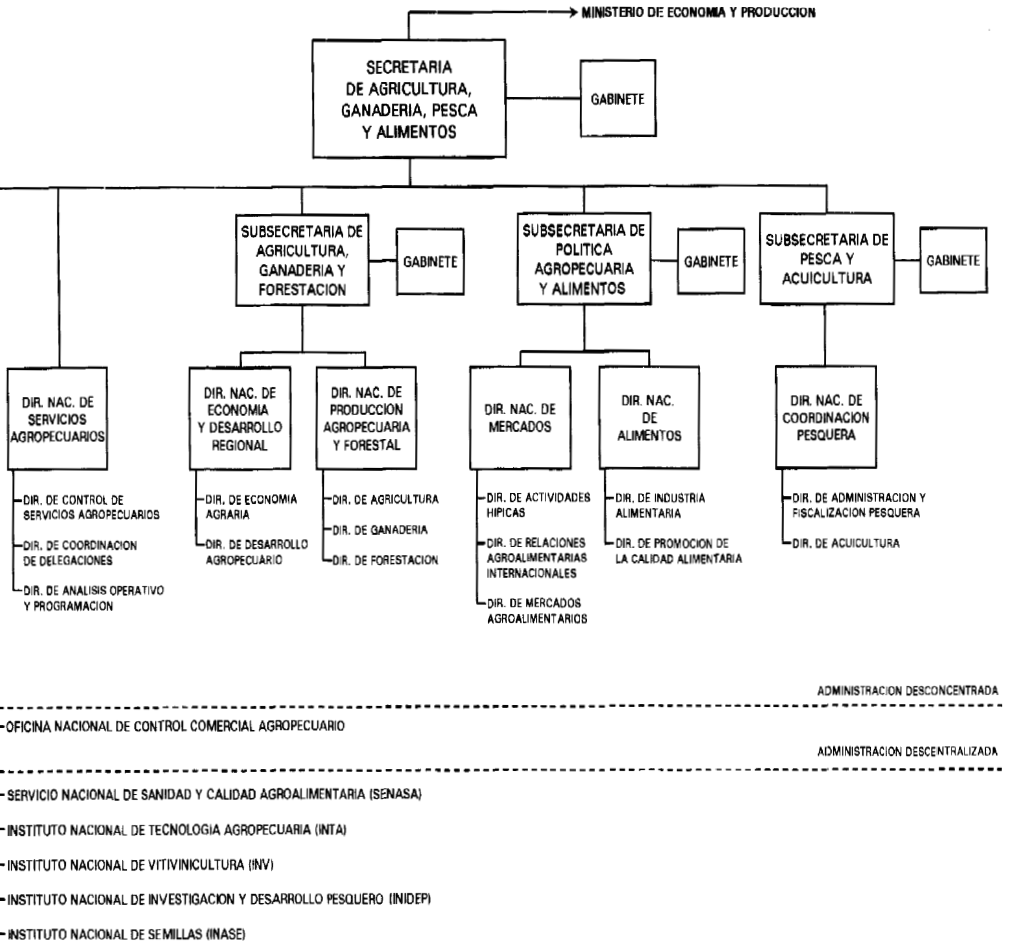 MINISTERIO DE ECONOMIA Y PRODUCCION
SECRETARIA
DE AGRICULTURA,
GANADERIA, PESCA
Y ALIMENTOS
GABINETE
SUBSECRETARIA DE
AGRICULTURA,
GANADERIA Y
FORESTACION
GABINETE
SUBSECRETARIA DE
POLITICA
AGROPECUARIA
Y ALIMENTOS
GABINETE
SUBSECRETARIA DE
PESCA Y
ACUICULTURA
GABINETE
DIR. NAC. DE
SERVICIOS
AGROPECUARIOS
DIR. DE CONTROL DE
SERVICIOS AGROPECUARIOS
DIR. DE COORDINACION
DE DELEGACIONES
DIR. DE ANALISIS OPERATIVO
Y PROGRAMACION
DIR. NAC. DE
ECONOMIA
Y DESARROLLO
REGIONAL
DIR. DE ECONOMIA
AGRARIA
DIR. DE DESARROLLO
AGROPECUARIO
DIR. NAC. DE
PRODUCCION
AGROPECUARIA
Y FORESTAL
DIR. DE AGRICULTURA
DIR. DE GANADERIA
DIR. DE FORESTACION
DIR. NAC. DE
MERCADOS
DIR. DE ACTIVIDADES
HIPICAS
DIR. DE RELACIONES
AGROALIMENTARIAS
INTERNACIONALES
DIR. DE MERCADOS
AGROALIMENTARIOS
DIR. NAC.
DE
ALIMENTOS
DIR. DE INDUSTRIA
ALIMENTARIA
DIR. DE PROMOCION DE
LA CALIDAD ALIMENTARIA
DIR. NAC. DE
COORDINACION
PESQUERA
DIR. DE ADMINISTRACION Y
FISCALIZACION PESQUERA
DIR. DE ACUICULTURA
ADMINISTRACION DESCONCENTRADA
OFICINA NACIONAL DE CONTROL COMERCIAL AGROPECUARIO
ADMINISTRACION DESCENTRALIZADA
SERVICIO NACIONAL DE SANIDAD Y CALIDAD AGROALIMENTARIA (SENASA)
INSTITUTO NACIONAL DE TECNOLOGIA AGROPECUARIA (INTA)
INSTITUTO NACIONAL DE VITIVINICULTURA (INV)
INSTITUTO NACIONAL DE INVESTIGACION Y DESARROLLO PESQUERO (INIDEP)
INSTITUTO NACIONAL DE SEMILLAS (INASE)